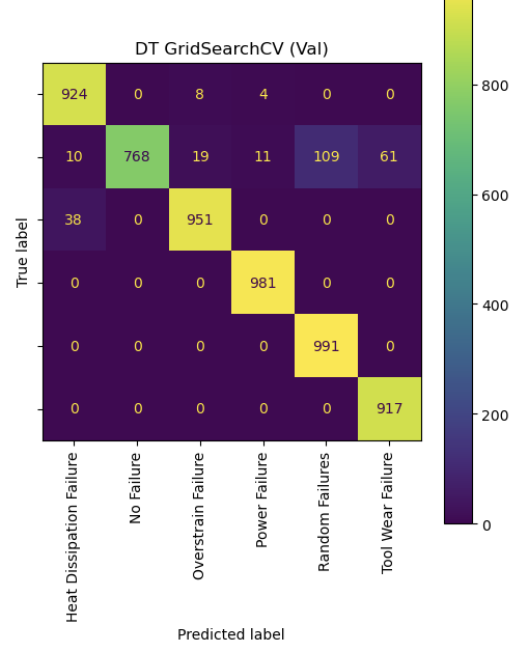 DT GridSearchCV (Val)
924 0 8 4 0 0
10 768 19 11 109 61
38 0 951 0 0 0
0 0 0 981 0 0
0 0 0 0 991 0
0 0 0 0 0 917
True label
Heat Dissipation Failure
No Failure
Overstrain Failure
Power Failure
Random Failures
Tool Wear Failure
Predicted label
800
600
400
200
0